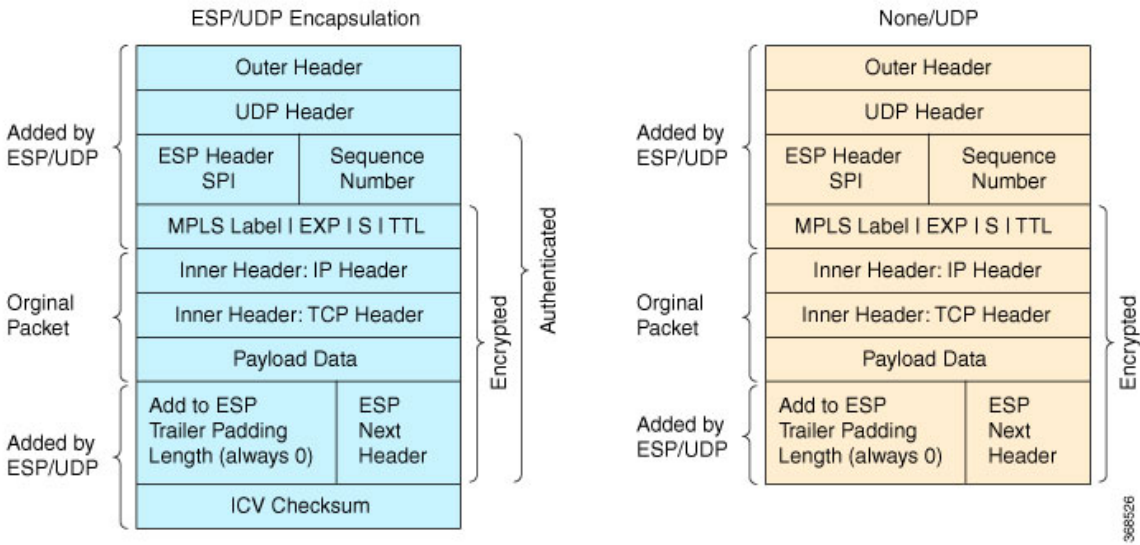 ESP/UDP Encapsulation
Added by
ESP/UDP
Orginal
Packet
Added by
ESP/UDP
Outer Header
UDP Header
ESP Header
SPI
Sequence
Number
MPLS Label I EXP I S I TTL
Inner Header: IP Header
Inner Header: TCP Header
Payload Data
Add to ESP
Trailer Padding
Length (always 0)
ESP
Next
Header
ICV Checksum
Encrypted
Authenticated
None/UDP
Added by
ESP/UDP
Orginal
Packet
Added by
ESP/UDP
Outer Header
UDP Header
ESP Header
SPI
Sequence
Number
MPLS Label I EXP I S I TTL
Inner Header: IP Header
Inner Header: TCP Header
Payload Data
Add to ESP
Trailer Padding
Length (always 0)
ESP
Next
Header
Encrypted
368526